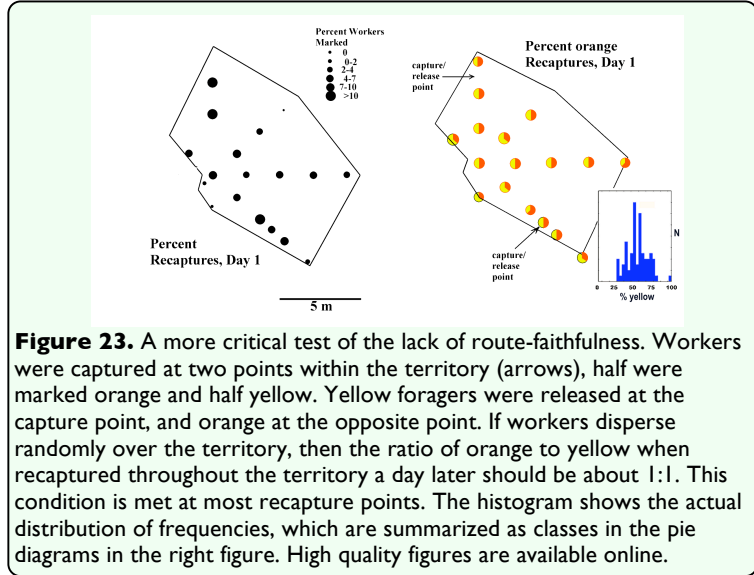 Percent Workers
Marked
0
0-2
2-4
4-7
7-10
>10
Percent
Recaptures, Day 1
5 m
Percent orange
Recaptures, Day 1
capture/
release
point
capture/
release
point
N
0 25 50 75 100
% yellow
Figure 23. A more critical test of the lack of route-faithfulness. Workers
were captured at two points within the territory (arrows), half were
marked orange and half yellow. Yellow foragers were released at the
capture point, and orange at the opposite point. If workers disperse
randomly over the territory, then the ratio of orange to yellow when
recaptured throughout the territory a day later should be about 1:1. This
condition is met at most recapture points. The histogram shows the actual
distribution of frequencies, which are summarized as classes in the pie
diagrams in the right figure. High quality figures are available online.